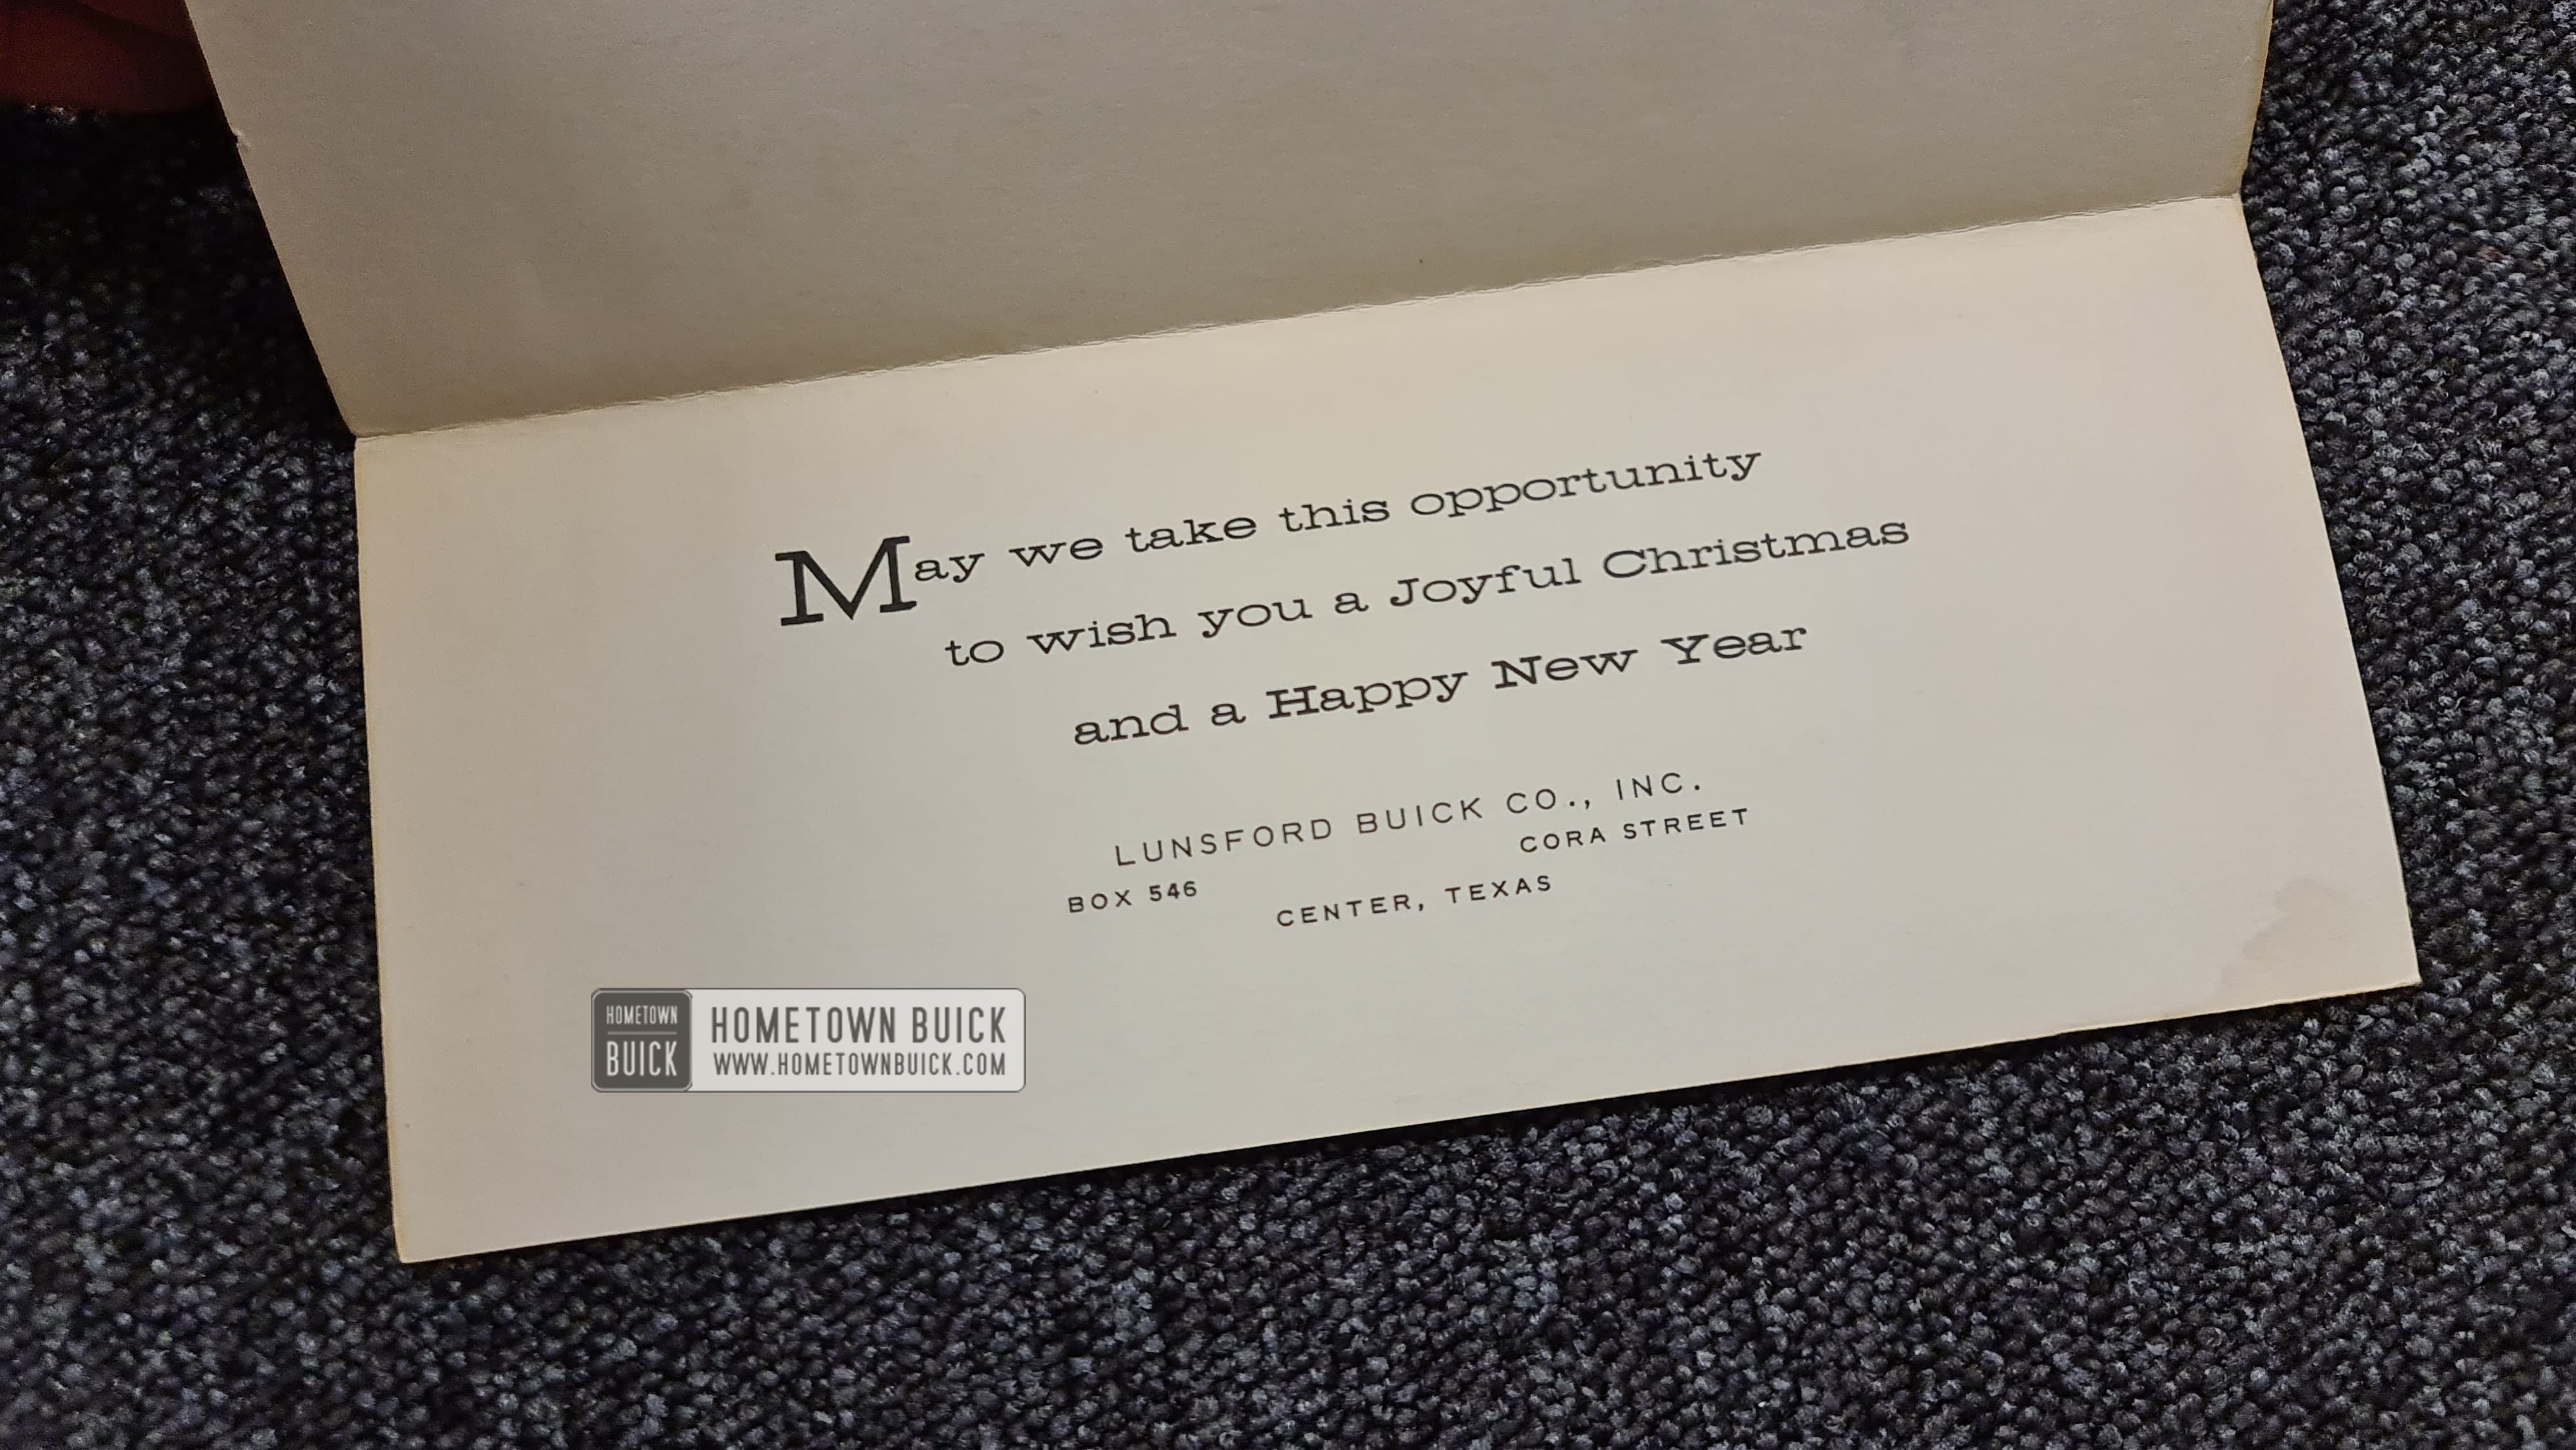 May we take this opportunity
to wish you a Joyful Christmas
and a Happy New Year
LUNSFORD BUICK CO., INC.
BOX 546 CORA STREET
CENTER, TEXAS
HOMETOWN
BUICK
HOMETOWN BUICK
WWW.HOMETOWNBUICK.COM